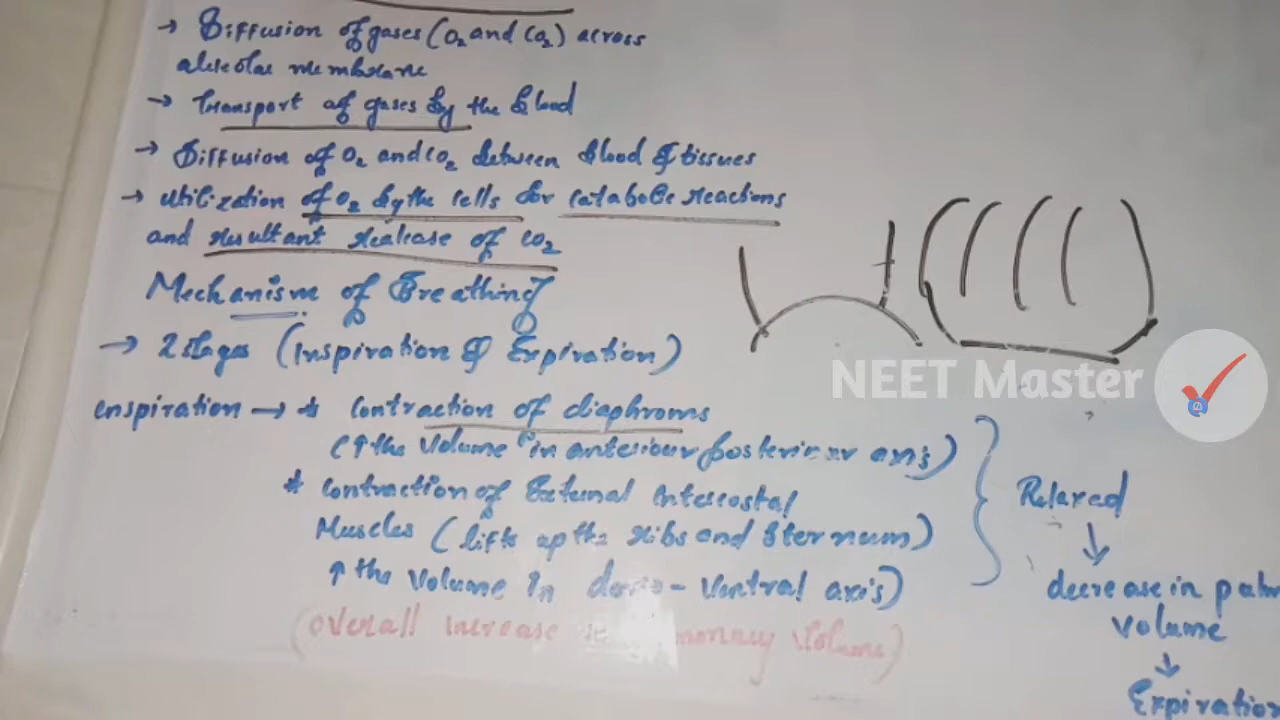 → Diffusion of gases (O₂ and CO₂) across
alveolar membrane
→ Transport of gases by the blood
→ Diffusion of O₂ and CO₂ between blood & tissues
→ Utilization of O₂ by the cells for catabolic reactions
and resultant realease of CO₂
Mechanism of Breathing
→ 2 stages (Inspiration & Expiration)
inspiration → * Contraction of diaphroms
(↑ the volume in anteriour posterior axis)
* contraction of External Intercostal
Muscles (lifts up the ribs and Sternum)
↑ the volume in dorso-ventral axis)
(overall increase volume)
Relaxed
↓
decrease in
volume
↓
Expiration
NEET Master